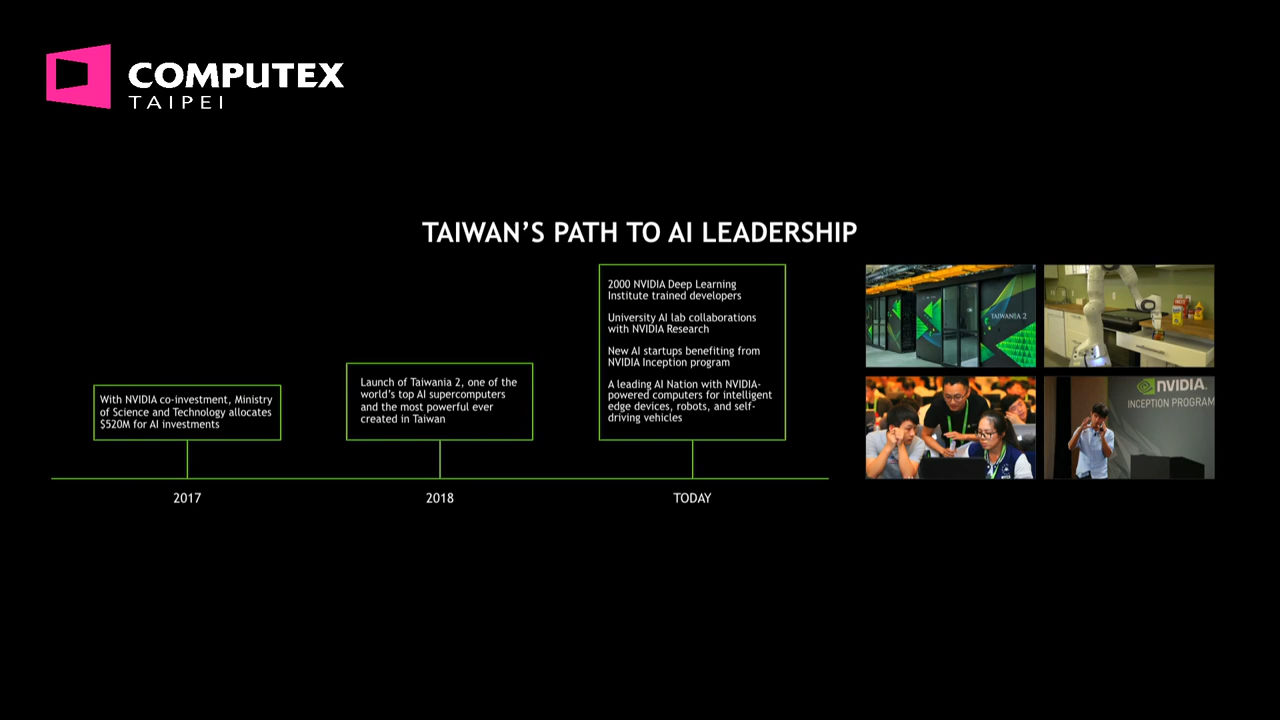 COMPUTEX
TAIPEI
TAIWAN’S PATH TO AI LEADERSHIP
With NVIDIA co-investment, Ministry
of Science and Technology allocates
$520M for AI investments
Launch of Taiwania 2, one of the
world’s top AI supercomputers
and the most powerful ever
created in Taiwan
2000 NVIDIA Deep Learning
Institute trained developers
University AI lab collaborations
with NVIDIA Research
New AI startups benefiting from
NVIDIA Inception program
A leading AI Nation with NVIDIA-
powered computers for intelligent
edge devices, robots, and self-
driving vehicles
2017
2018
TODAY
TAIWANIA 2
NVIDIA.
INCEPTION PROGRAM